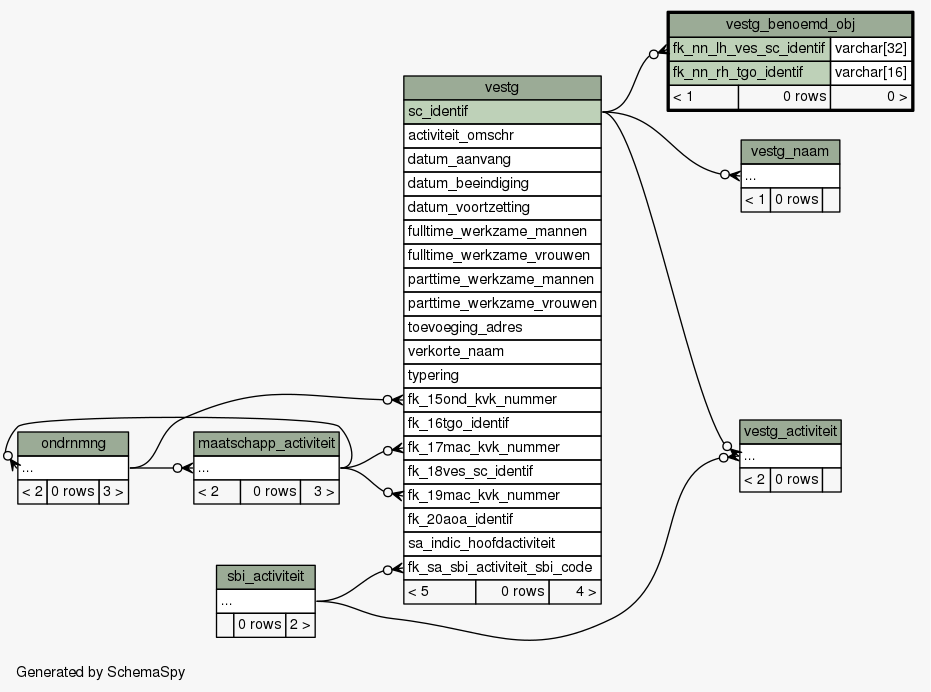 vestg_benoemd_obj
fk_nn_lh_ves_sc_identif varchar[32]
fk_nn_rh_tgo_identif varchar[16]
< 1 0 rows 0 >
vestg
sc_identif
activiteit_omschr
datum_aanvang
datum_beeindiging
datum_voortzetting
fulltime_werkzame_mannen
fulltime_werkzame_vrouwen
parttime_werkzame_mannen
parttime_werkzame_vrouwen
toevoeging_adres
verkorte_naam
typering
fk_15ond_kvk_nummer
fk_16tgo_identif
fk_17mac_kvk_nummer
fk_18ves_sc_identif
fk_19mac_kvk_nummer
fk_20aoa_identif
sa_indic_hoofdactiviteit
fk_sa_sbi_activiteit_sbi_code
< 5 0 rows 4 >
vestg_naam
...
< 1 0 rows
vestg_activiteit
...
< 2 0 rows
ondrnmng
...
< 2 0 rows 3 >
maatschapp_activiteit
...
< 2 0 rows 3 >
sbi_activiteit
...
0 rows 2 >
Generated by SchemaSpy